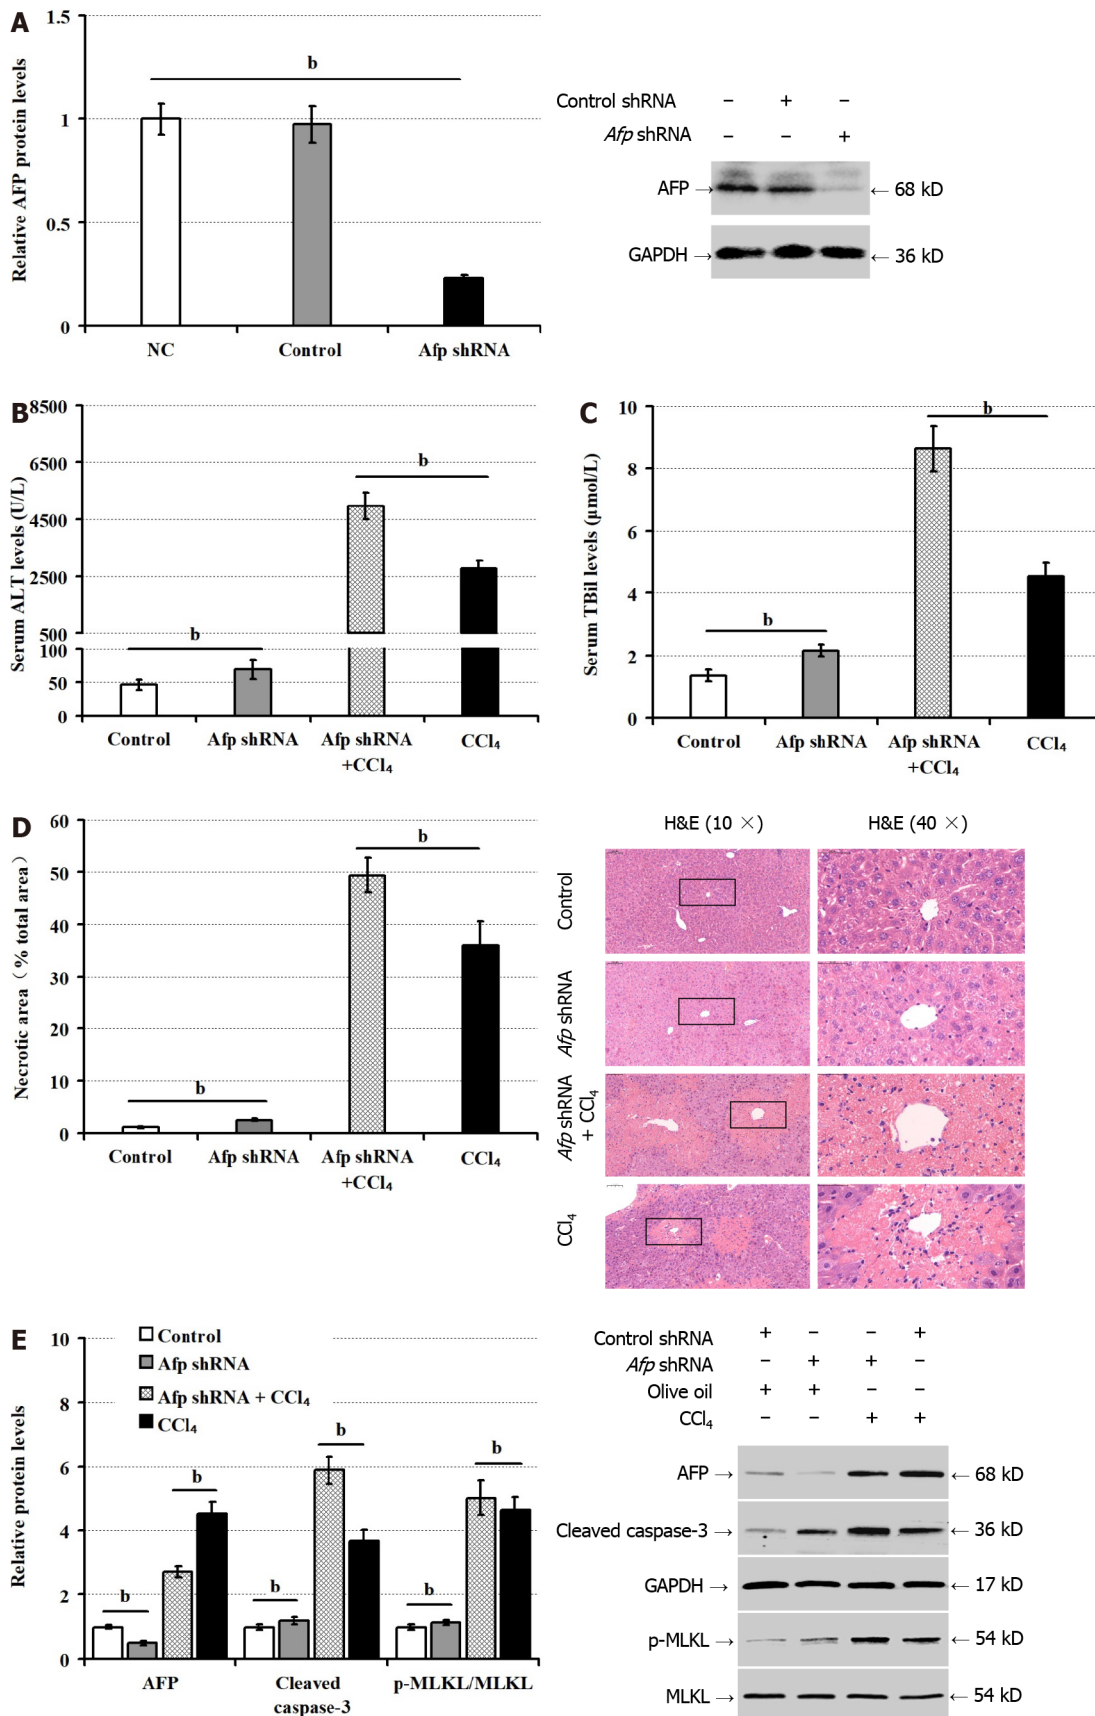 A
Relative AFP protein levels
1.5
1
0.5
0
b
NC
Control
Afp shRNA
Control shRNA – + –
Afp shRNA – – +
AFP → ← 68 kD
GAPDH → ← 36 kD
B
Serum ALT levels (U/L)
8500
6500
4500
2500
500
100
50
0
b
b
Control
Afp shRNA
Afp shRNA
+CCl₄
CCl₄
C
Serum TBil levels (μmol/L)
10
8
6
4
2
0
b
b
Control
Afp shRNA
Afp shRNA
+CCl₄
CCl₄
D
Necrotic area (% total area)
60
50
40
30
20
10
0
b
b
Control
Afp shRNA
Afp shRNA
+CCl₄
CCl₄
H&E (10 ×)
H&E (40 ×)
Control
Afp shRNA
Afp shRNA
+ CCl₄
CCl₄
E
Relative protein levels
10
8
6
4
2
0
Control
Afp shRNA
Afp shRNA + CCl₄
CCl₄
b
b
b
b
b
b
AFP
Cleaved
caspase-3
p-MLKL/MLKL
Control shRNA + – – +
Afp shRNA – + + –
Olive oil + + – –
CCl₄ – – + +
AFP → ← 68 kD
Cleaved caspase-3 → ← 36 kD
GAPDH → ← 17 kD
p-MLKL → ← 54 kD
MLKL → ← 54 kD